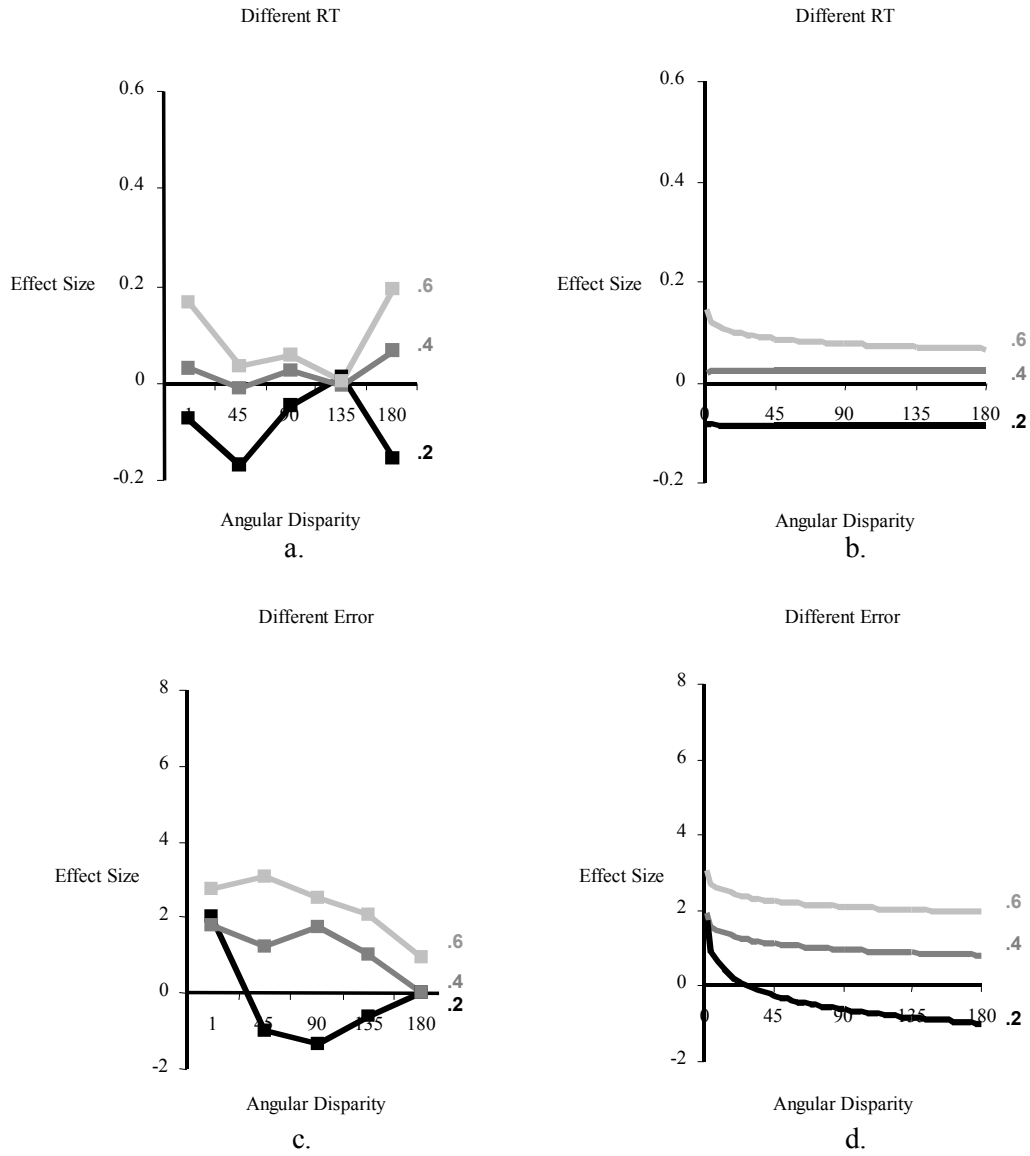 Different RT
0.6
0.4
Effect Size
0.2
0
-0.2
1 45 90 135 180
.6
.4
.2
Angular Disparity
a.
Different RT
0.6
0.4
Effect Size
0.2
0
-0.2
0 45 90 135 180
.6
.4
.2
Angular Disparity
b.
Different Error
8
6
4
Effect Size
2
0
-2
1 45 90 135 180
.6
.4
.2
Angular Disparity
c.
Different Error
8
6
4
Effect Size
2
0
-2
0 45 90 135 180
.6
.4
.2
Angular Disparity
d.